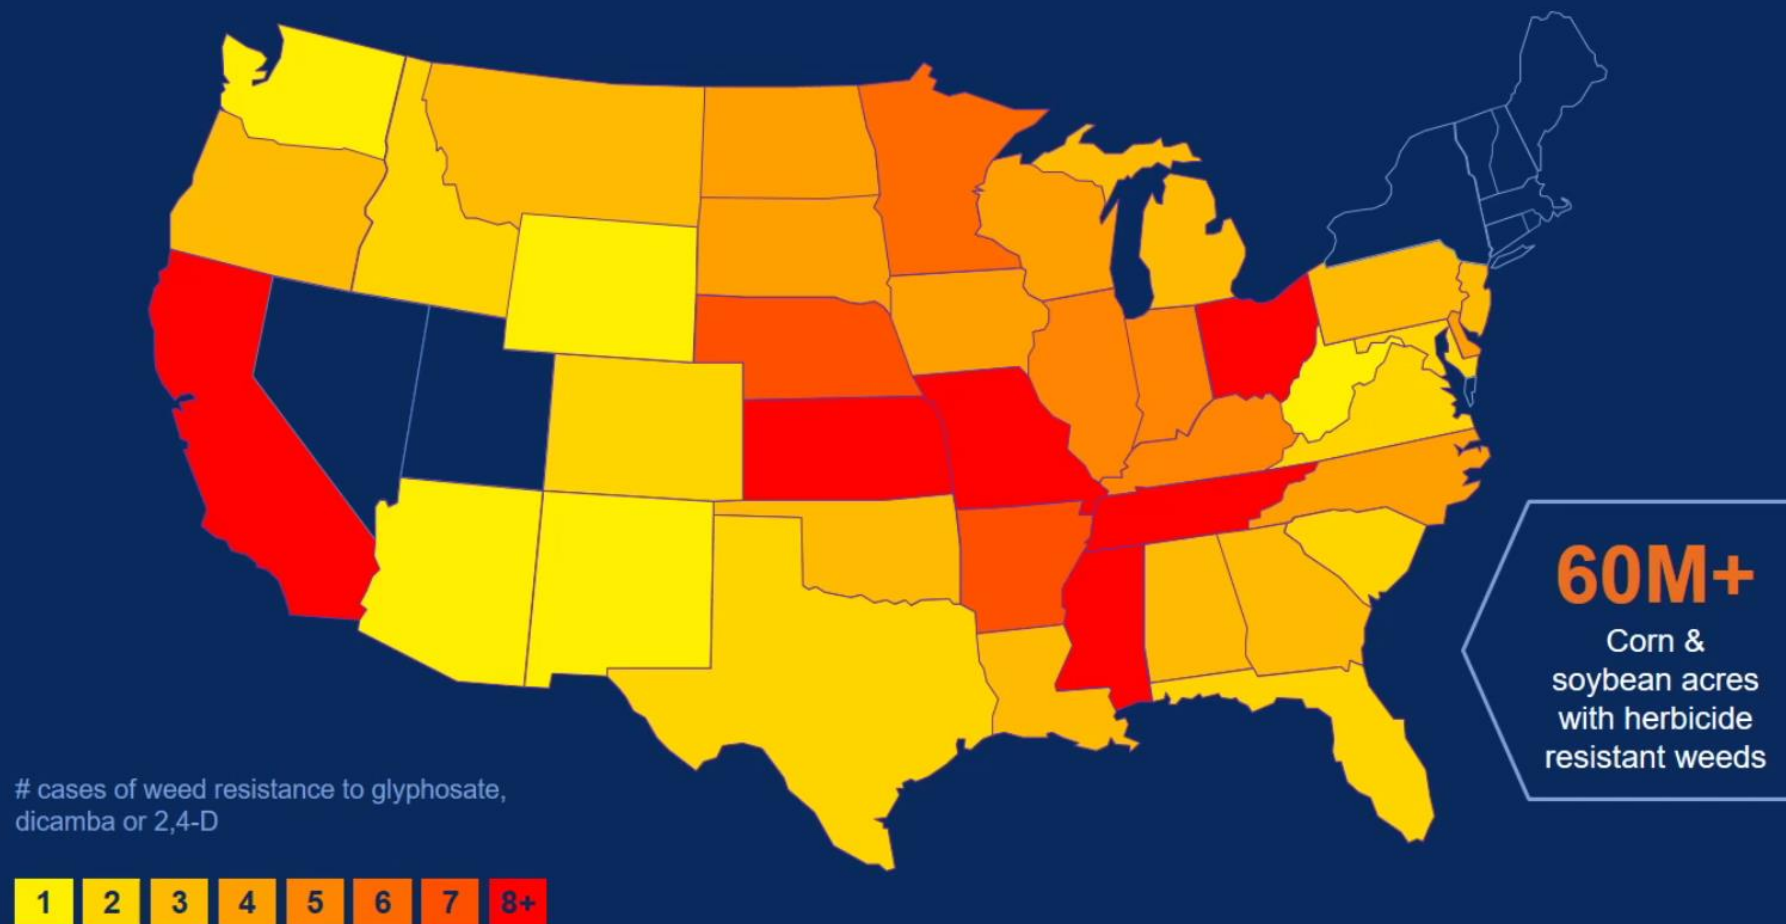 60M+
Corn &
soybean acres
with herbicide
resistant weeds
# cases of weed resistance to glyphosate,
dicamba or 2,4-D
1 2 3 4 5 6 7 8+